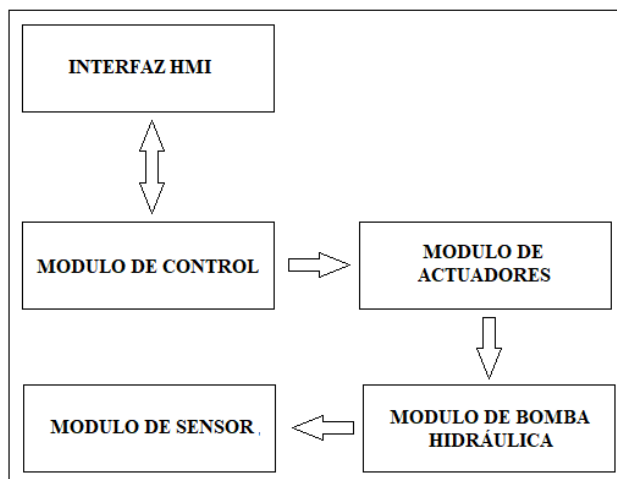 INTERFAZ HMI
MODULO DE CONTROL
MODULO DE
ACTUADORES
MODULO DE SENSOR
MODULO DE BOMBA
HIDRÁULICA